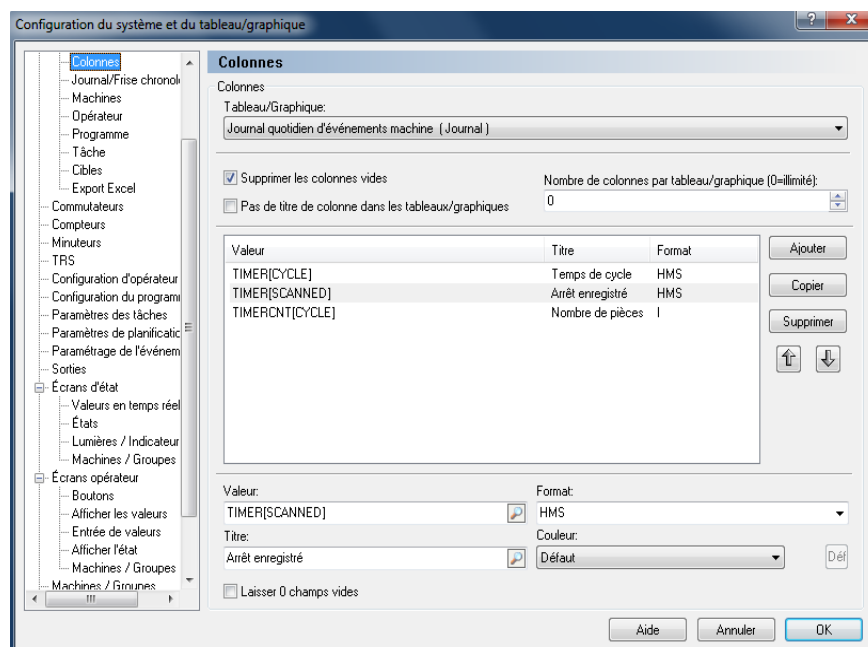 Configuration du système et du tableau/graphique
Colonnes
Journal/Frise chronol
Machines
Opérateur
Programme
Tâche
Cibles
Export Excel
Commutateurs
Compteurs
Minuteurs
TRS
Configuration d'opérateur
Configuration du programm
Paramètres des tâches
Paramètres de planificatio
Paramétrage de l'événem
Sorties
Écrans d'état
Valeurs en temps réel
États
Lumières / Indicateur
Machines / Groupes
Écrans opérateur
Boutons
Afficher les valeurs
Entrée de valeurs
Afficher l'état
Machines / Groupes
Machines / Groupes
Colonnes
Colonnes
Tableau/Graphique:
Journal quotidien d'événements machine ( Journal )
Supprimer les colonnes vides
Pas de titre de colonne dans les tableaux/graphiques
Nombre de colonnes par tableau/graphique (0=illimité):
0
Valeur Titre Format
TIMER[CYCLE] Temps de cycle HMS
TIMER[SCANNED] Arrêt enregistré HMS
TIMERCNT[CYCLE] Nombre de pièces I
Ajouter
Copier
Supprimer
Valeur: Format:
TIMER[SCANNED] HMS
Titre: Couleur:
Arrêt enregistré Défaut Déf
Laisser 0 champs vides
Aide Annuler OK